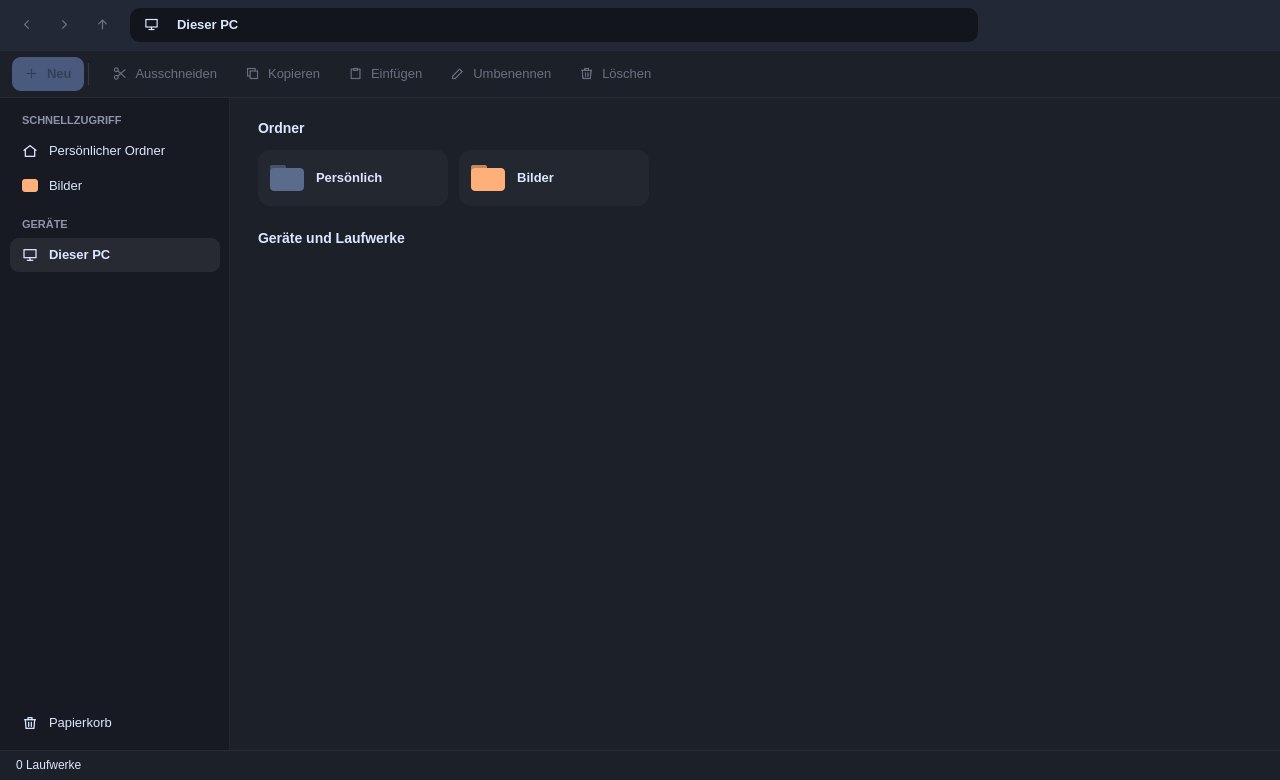 Dieser PC
Neu
Ausschneiden
Kopieren
Einfügen
Umbenennen
Löschen
SCHNELLZUGRIFF
Persönlicher Ordner
Bilder
GERÄTE
Dieser PC
Papierkorb
Ordner
Persönlich
Bilder
Geräte und Laufwerke
0 Laufwerke